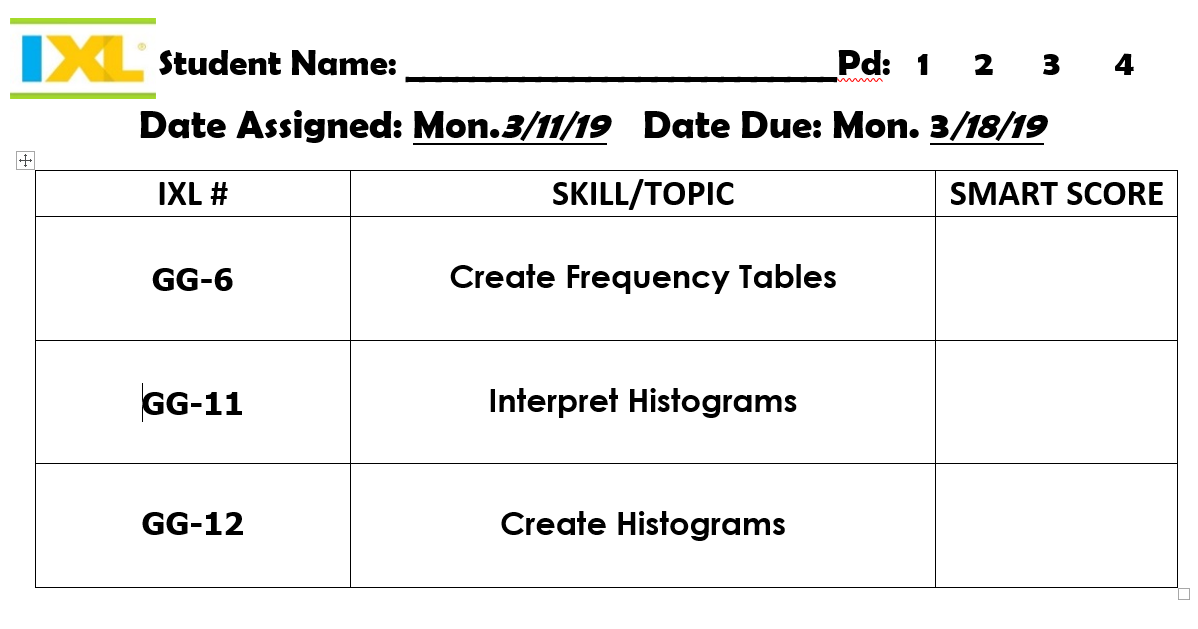 IXL® Student Name: ______________________Pd: 1 2 3 4
Date Assigned: Mon.3/11/19 Date Due: Mon. 3/18/19
IXL # SKILL/TOPIC SMART SCORE
GG-6 Create Frequency Tables
GG-11 Interpret Histograms
GG-12 Create Histograms